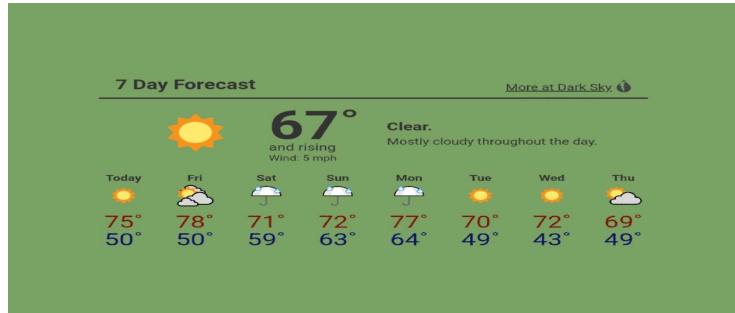 7 Day Forecast
More at Dark Sky
67°
and rising
Wind: 5 mph
Clear.
Mostly cloudy throughout the day.
Today Fri Sat Sun Mon Tue Wed Thu
75° 78° 71° 72° 77° 70° 72° 69°
50° 50° 59° 63° 64° 49° 43° 49°